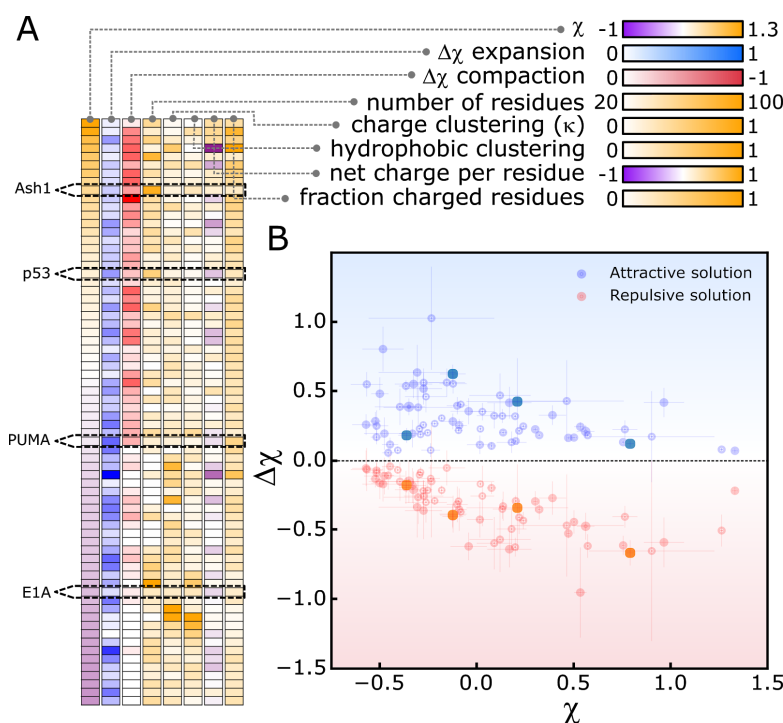 A
χ
-1
1.3
Δχ expansion
0
1
Δχ compaction
0
-1
number of residues
20
100
charge clustering (κ)
0
1
hydrophobic clustering
0
1
net charge per residue
-1
1
fraction charged residues
0
1
Ash1
p53
PUMA
E1A
B
Attractive solution
Repulsive solution
1.0
0.5
0.0
−0.5
−1.0
−1.5
Δχ
−0.5
0.0
0.5
1.0
1.5
χ